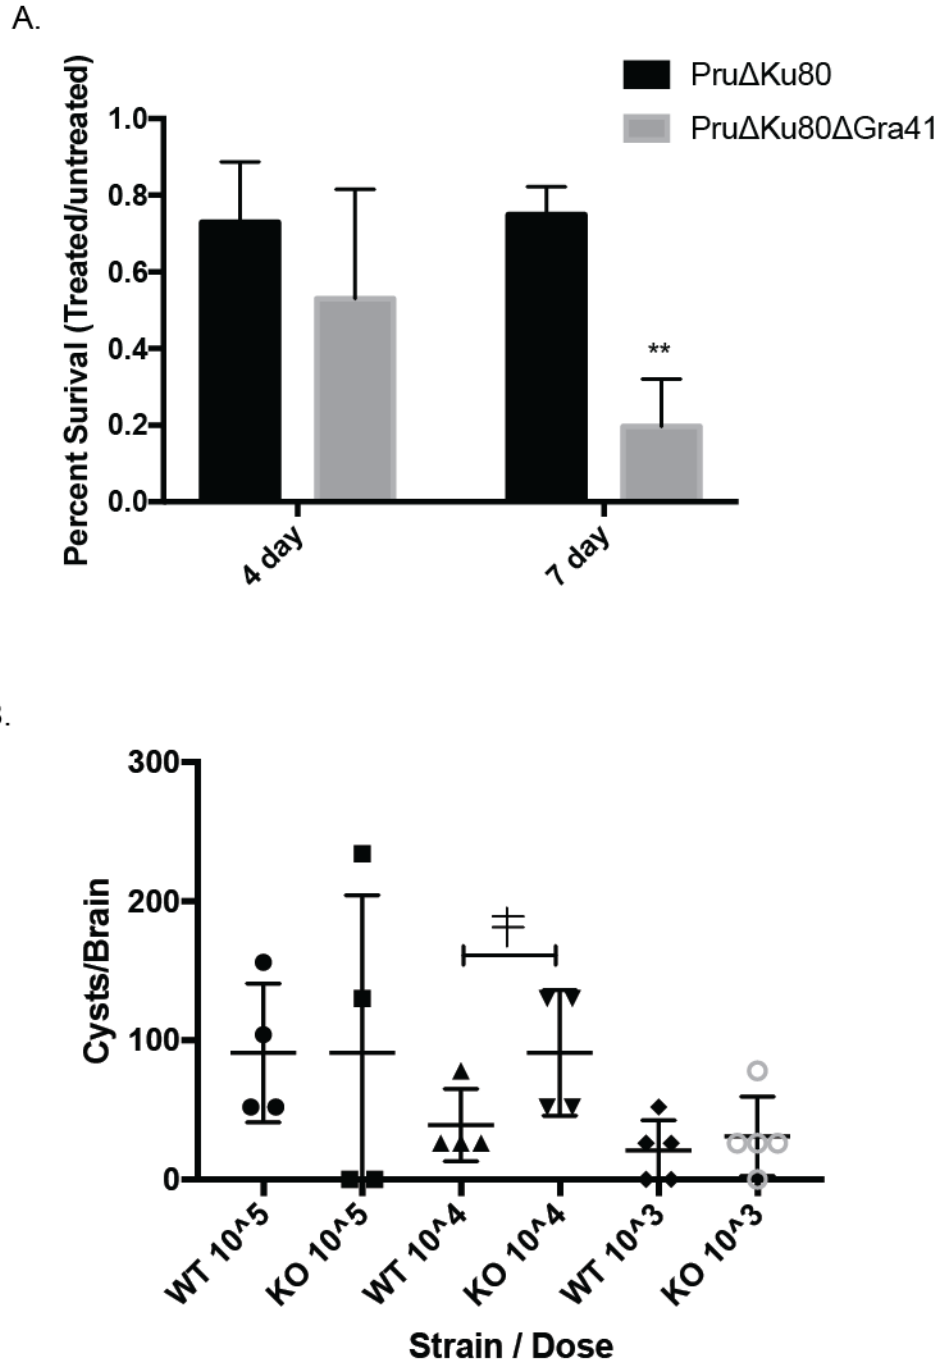 A.
Percent Surival (Treated/untreated)
PruΔKu80
PruΔKu80ΔGra41
1.0
0.8
0.6
0.4
0.2
0.0
**
4 day
7 day
B.
Cysts/Brain
300
200
100
0
‡
WT 10^5
KO 10^5
WT 10^4
KO 10^4
WT 10^3
KO 10^3
Strain / Dose